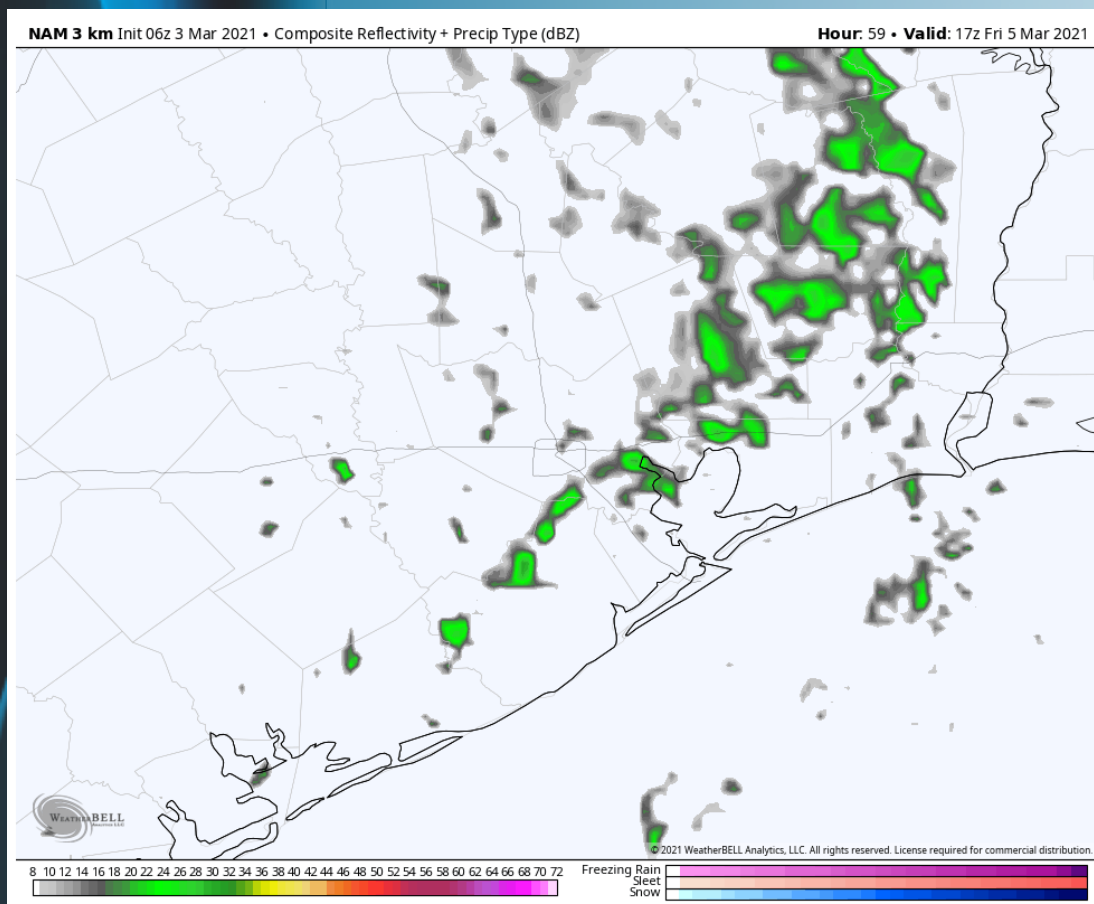 NAM 3 km Init 06z 3 Mar 2021 • Composite Reflectivity + Precip Type (dBZ) Hour: 59 • Valid: 17z Fri 5 Mar 2021
WEATHERBELL
© 2021 WeatherBELL Analytics, LLC. All rights reserved. License required for commercial distribution.
8 10 12 14 16 18 20 22 24 26 28 30 32 34 36 38 40 42 44 46 48 50 52 54 56 58 60 62 64 66 68 70 72
Freezing Rain
Sleet
Snow